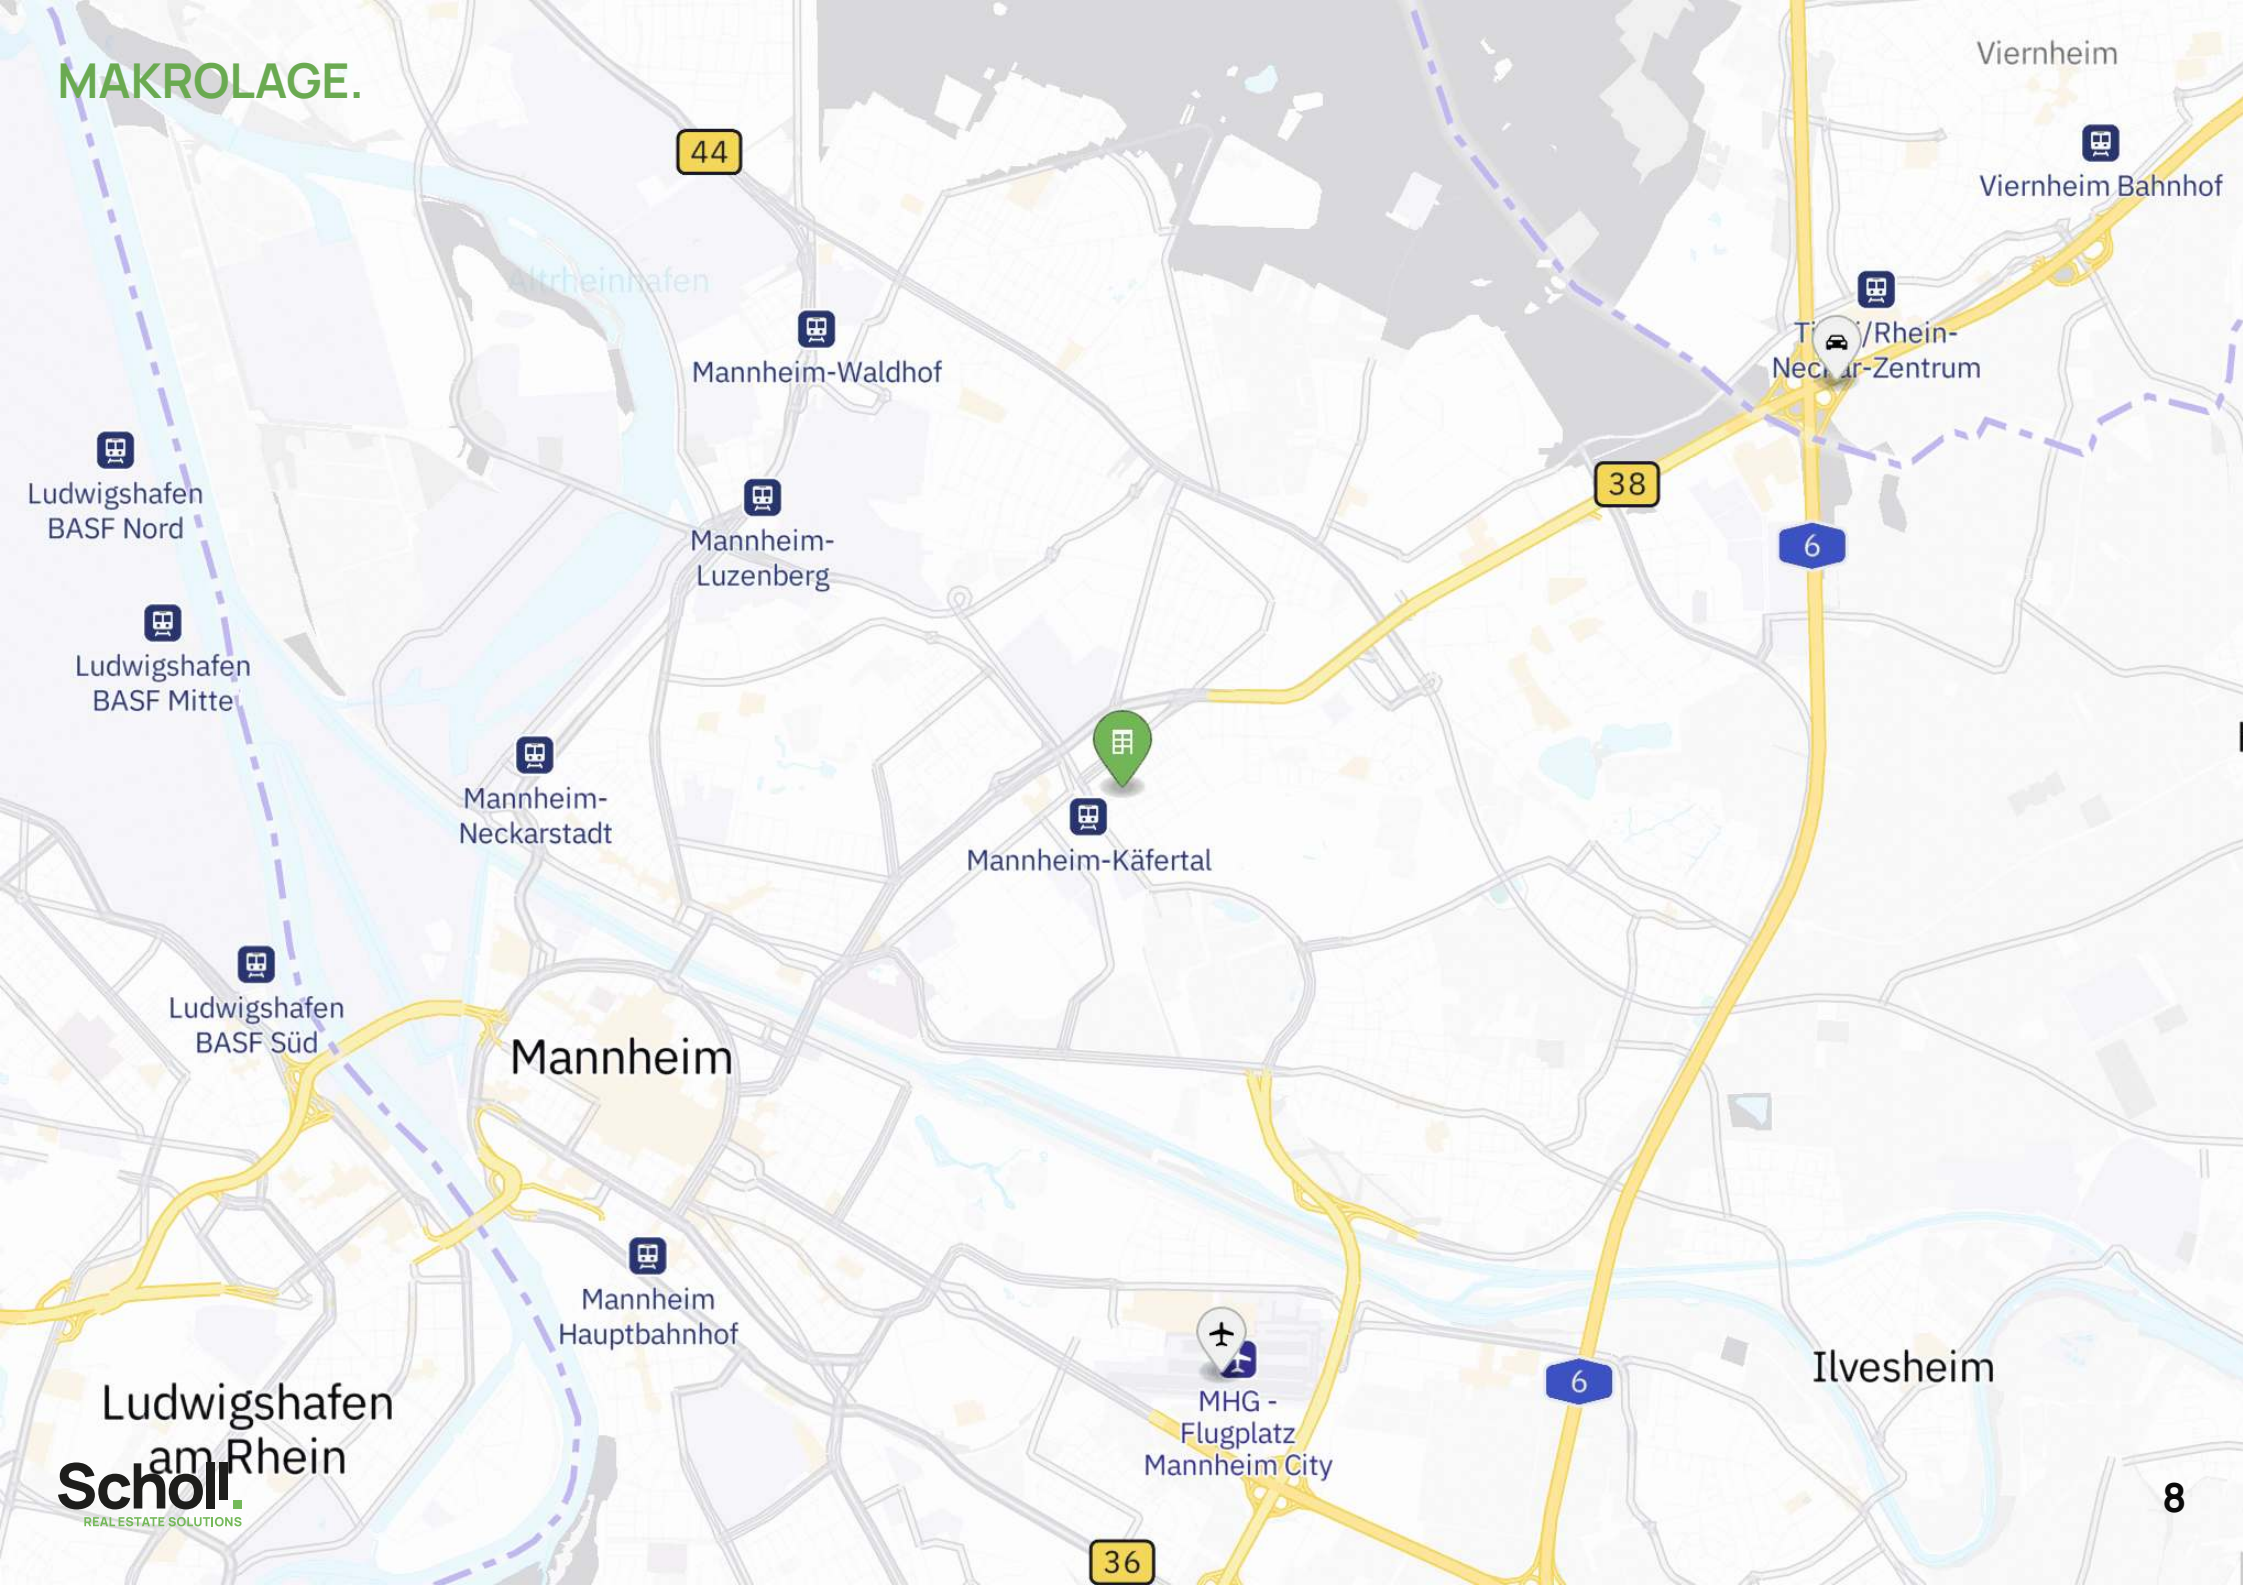 MAKROLAGE.
Viernheim
44
Viernheim Bahnhof
Altrheinhafen
Mannheim-Waldhof
/Rhein-
-Zentrum
Ludwigshafen
BASF Nord
38
Mannheim-
Luzenberg
6
Ludwigshafen
BASF Mitte
Mannheim-
Neckarstadt
Mannheim-Käfertal
Ludwigshafen
BASF Süd
Mannheim
Mannheim
Hauptbahnhof
Ilvesheim
6
MHG -
Flugplatz
Mannheim City
Ludwigshafen
am Rhein
Scholl.
REAL ESTATE SOLUTIONS
8
36